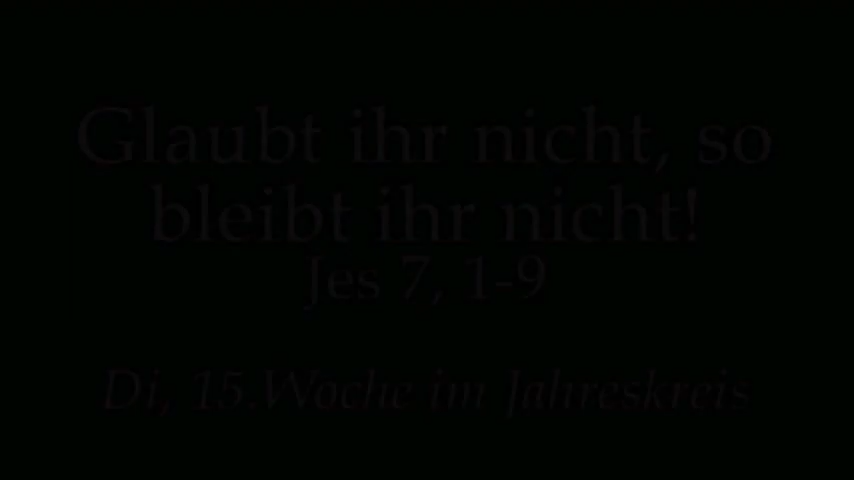 Glaubt ihr nicht, so
bleibt ihr nicht!
Jes 7, 1-9
Di, 15.Woche im Jahreskreis